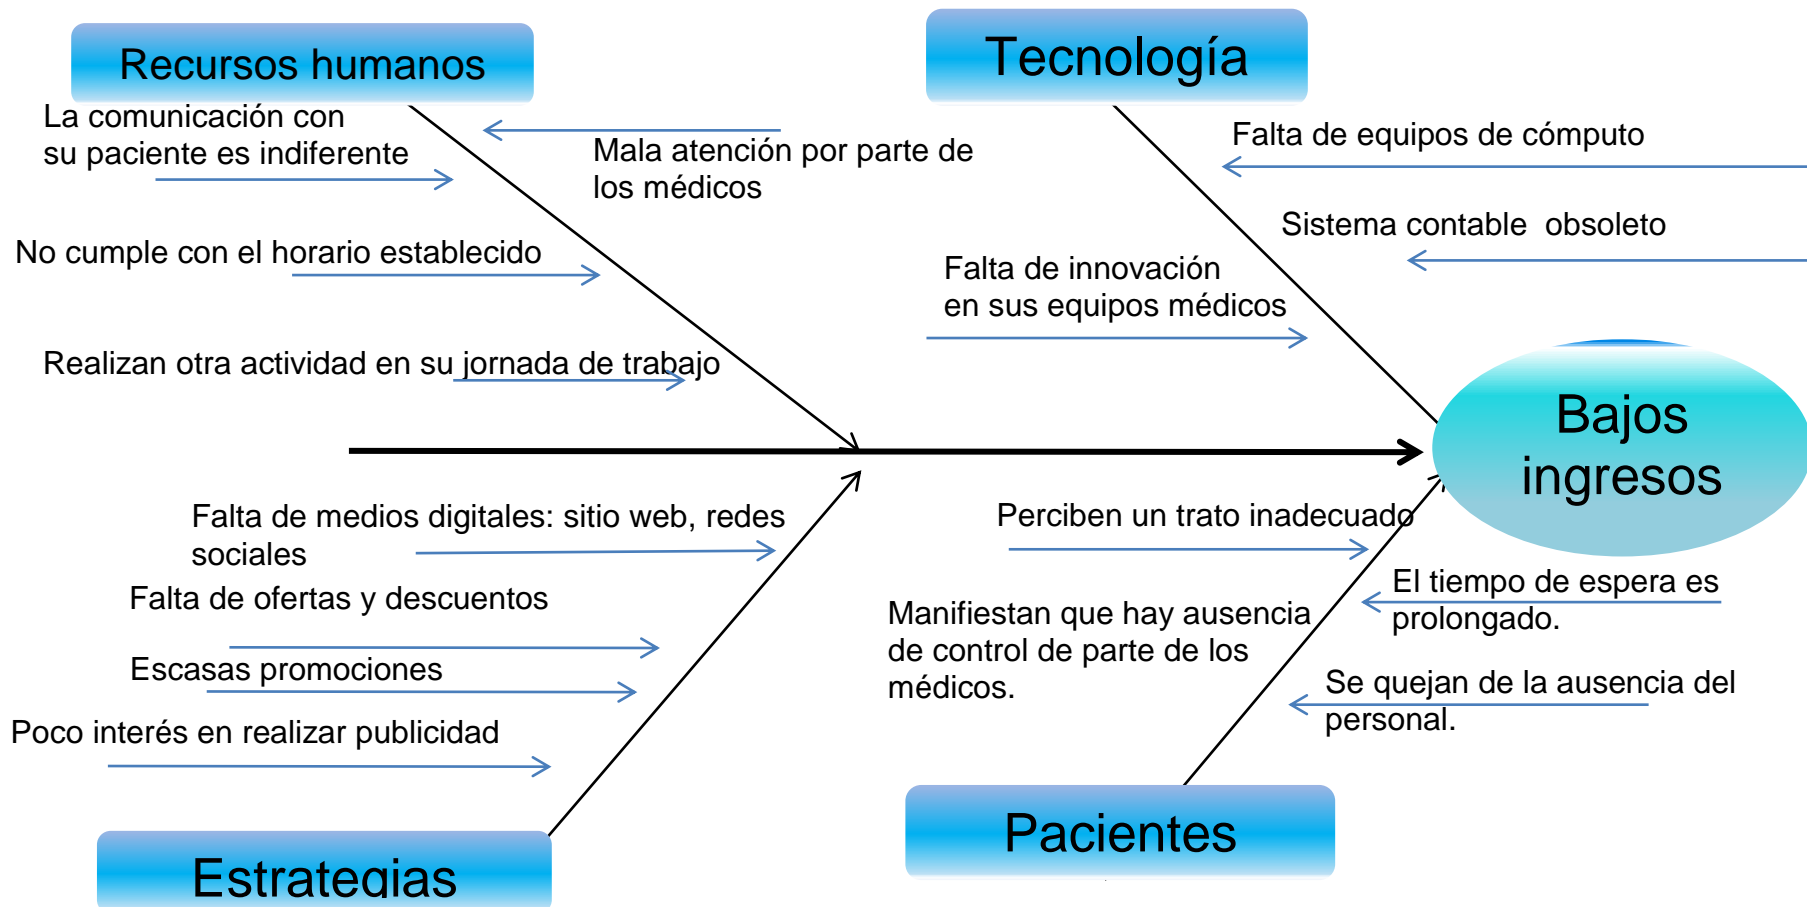 Recursos humanos
Tecnología
La comunicación con
su paciente es indiferente
Mala atención por parte de
los médicos
Falta de equipos de cómputo
No cumple con el horario establecido
Sistema contable  obsoleto
Falta de innovación
en sus equipos médicos
Realizan otra actividad en su jornada de trabajo
Bajos
ingresos
Falta de medios digitales: sitio web, redes
sociales
Perciben un trato inadecuado
Falta de ofertas y descuentos
El tiempo de espera es
prolongado.
Manifiestan que hay ausencia
de control de parte de los
médicos.
Escasas promociones
Se quejan de la ausencia del
personal.
Poco interés en realizar publicidad
Pacientes
Estrategias